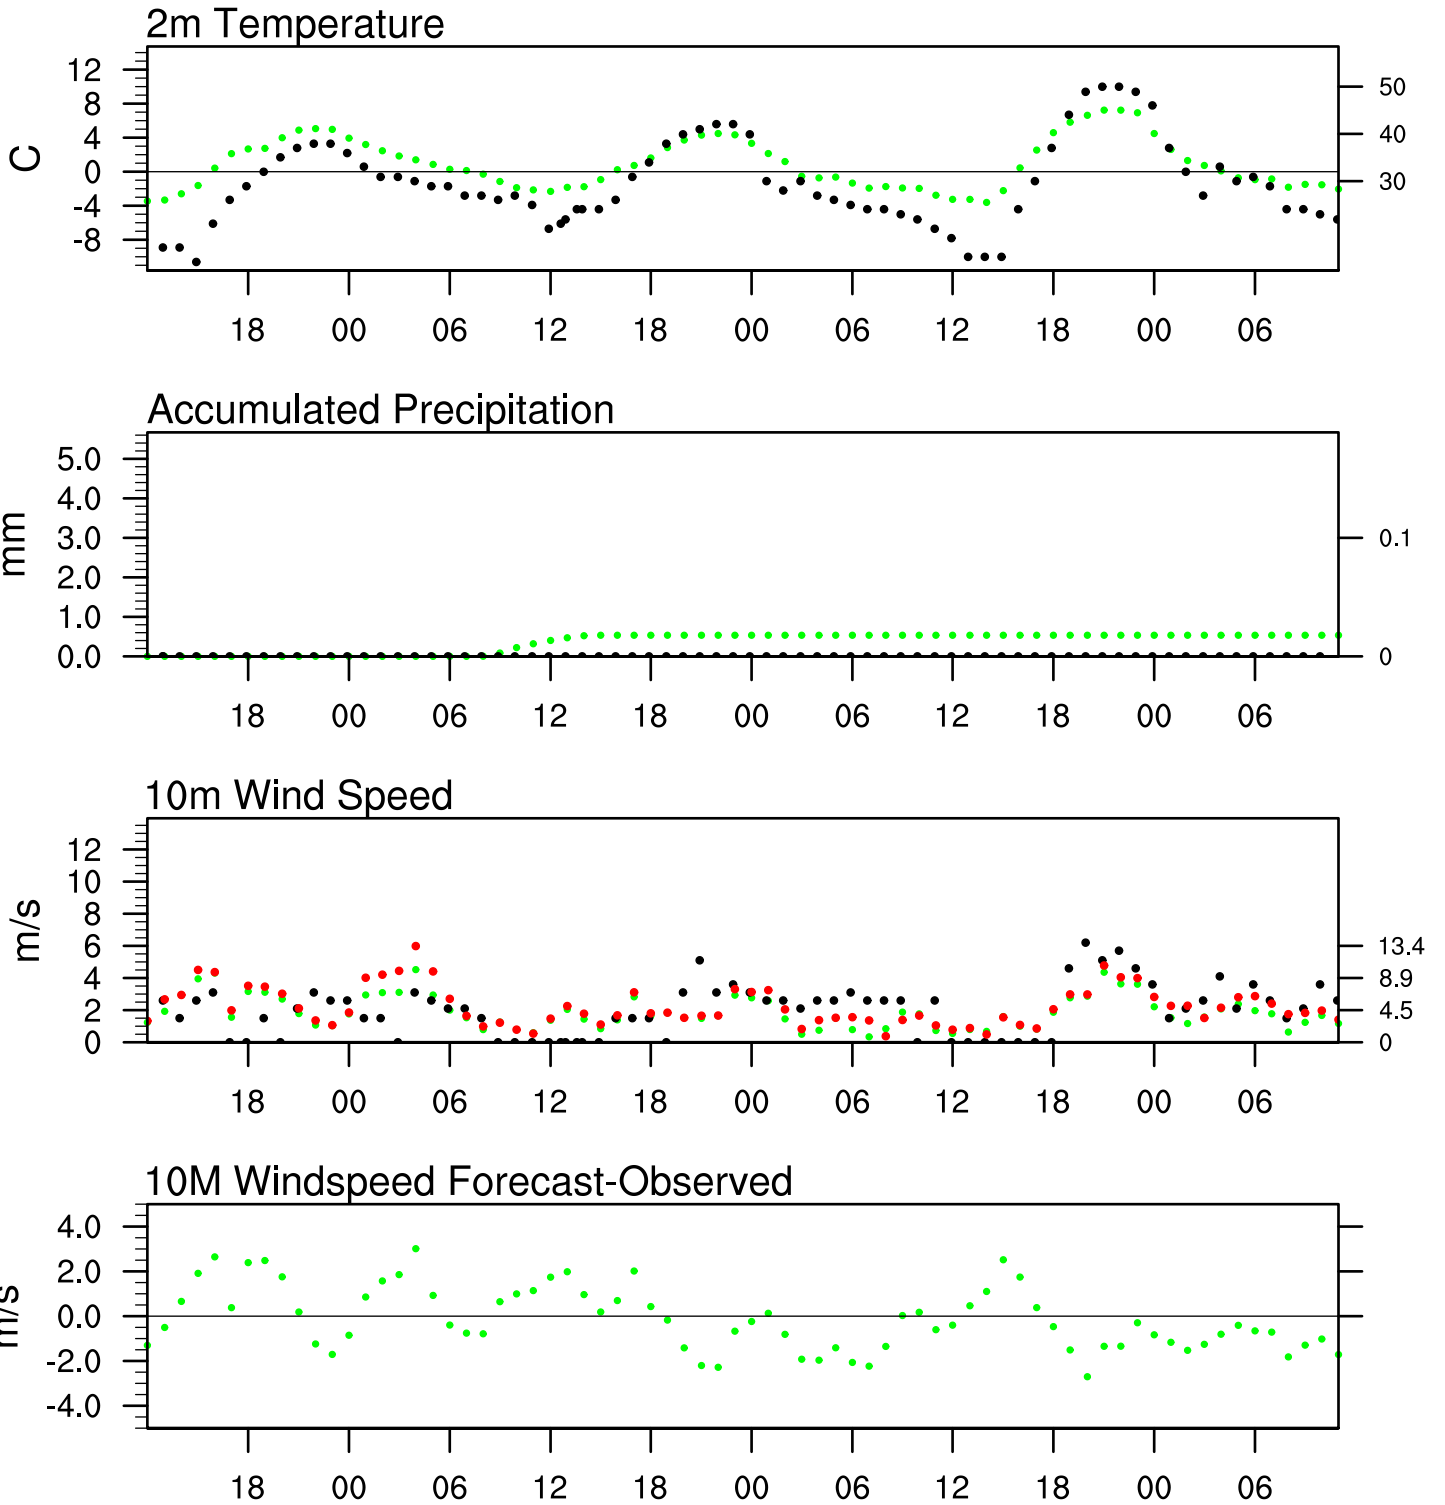 2m Temperature
12
8
4
0
-4
-8
C
50
40
30
18 00 06 12 18 00 06 12 18 00 06
Accumulated Precipitation
5.0
4.0
3.0
2.0
1.0
0.0
mm
0.1
0
18 00 06 12 18 00 06 12 18 00 06
10m Wind Speed
12
10
8
6
4
2
0
m/s
13.4
8.9
4.5
0
18 00 06 12 18 00 06 12 18 00 06
10M Windspeed Forecast-Observed
4.0
2.0
0.0
-2.0
-4.0
m/s
18 00 06 12 18 00 06 12 18 00 06